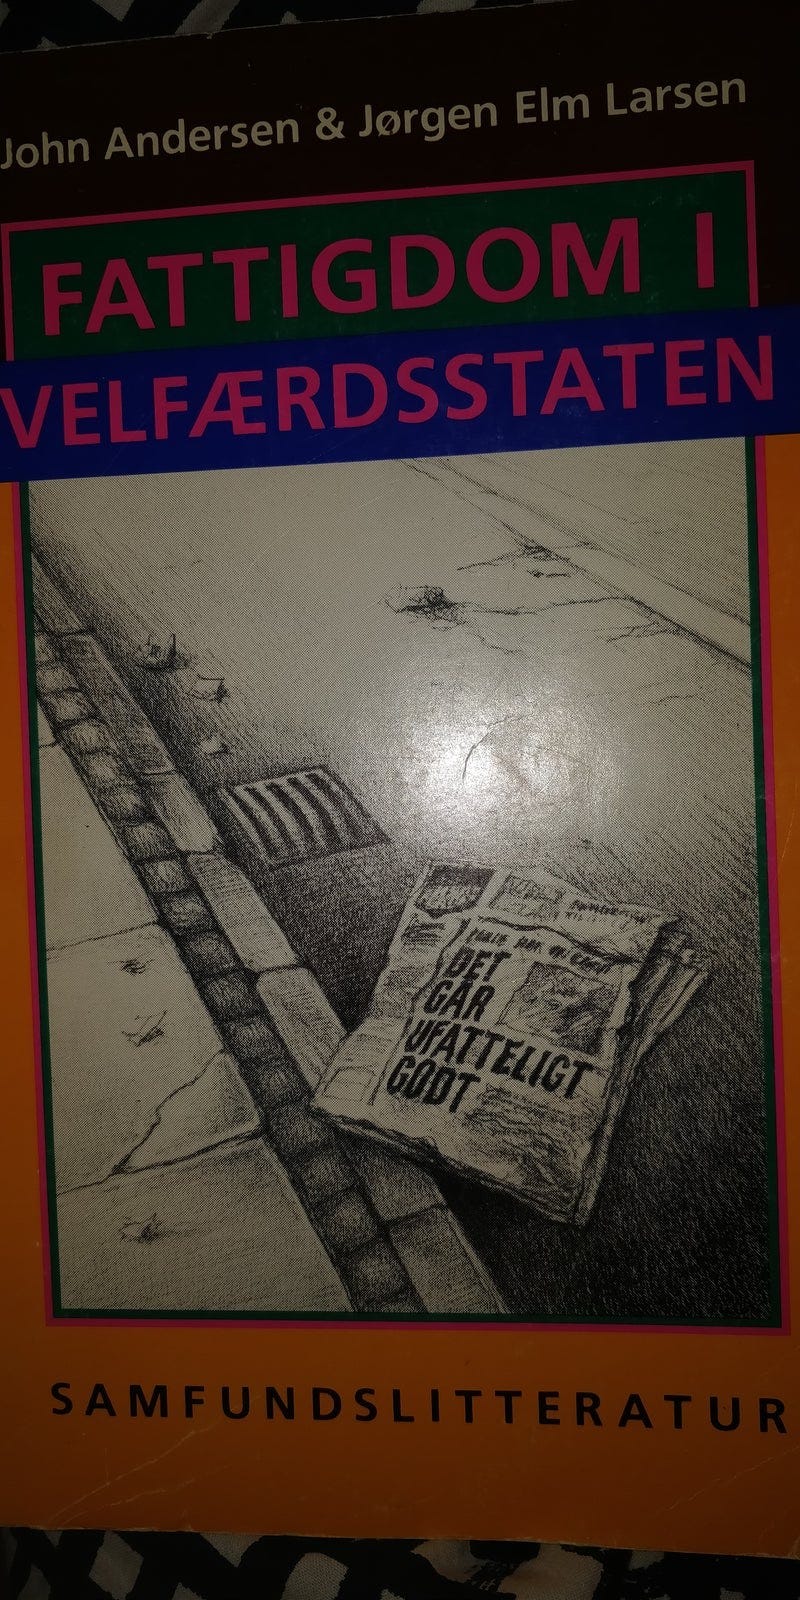 John Andersen & Jørgen Elm Larsen
FATTIGDOM I
VELFÆRDSSTATEN
DET
GÅR
UFATTELIGT
GODT
SAMFUNDSLITTERATUR